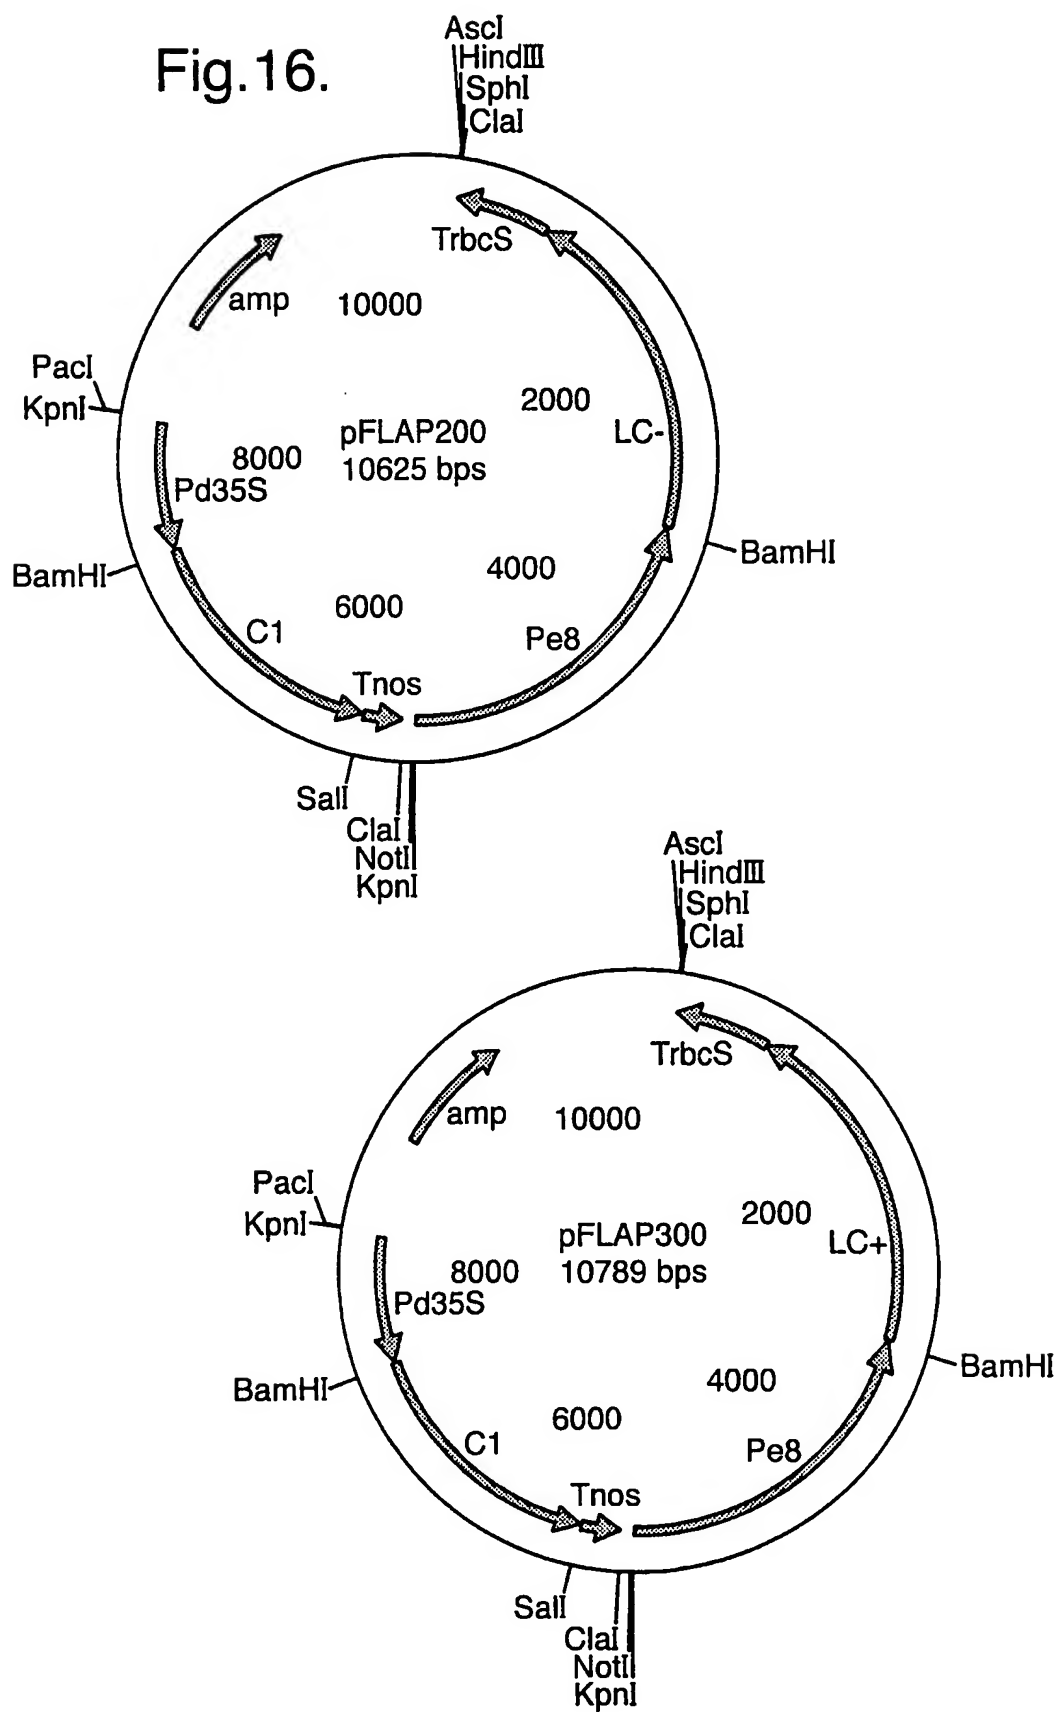 Fig.16.
AscI
HindIII
SphI
ClaI
TrbcS
amp
10000
PacI
KpnI
2000
LC-
pFLAP200
10625 bps
8000
Pd35S
BamHI
BamHI
4000
6000
C1
Pe8
Tnos
SalI
ClaI
NotI
KpnI
AscI
HindIII
SphI
ClaI
TrbcS
amp
10000
PacI
KpnI
2000
LC+
pFLAP300
10789 bps
8000
Pd35S
BamHI
BamHI
4000
6000
C1
Pe8
Tnos
SalI
ClaI
NotI
KpnI